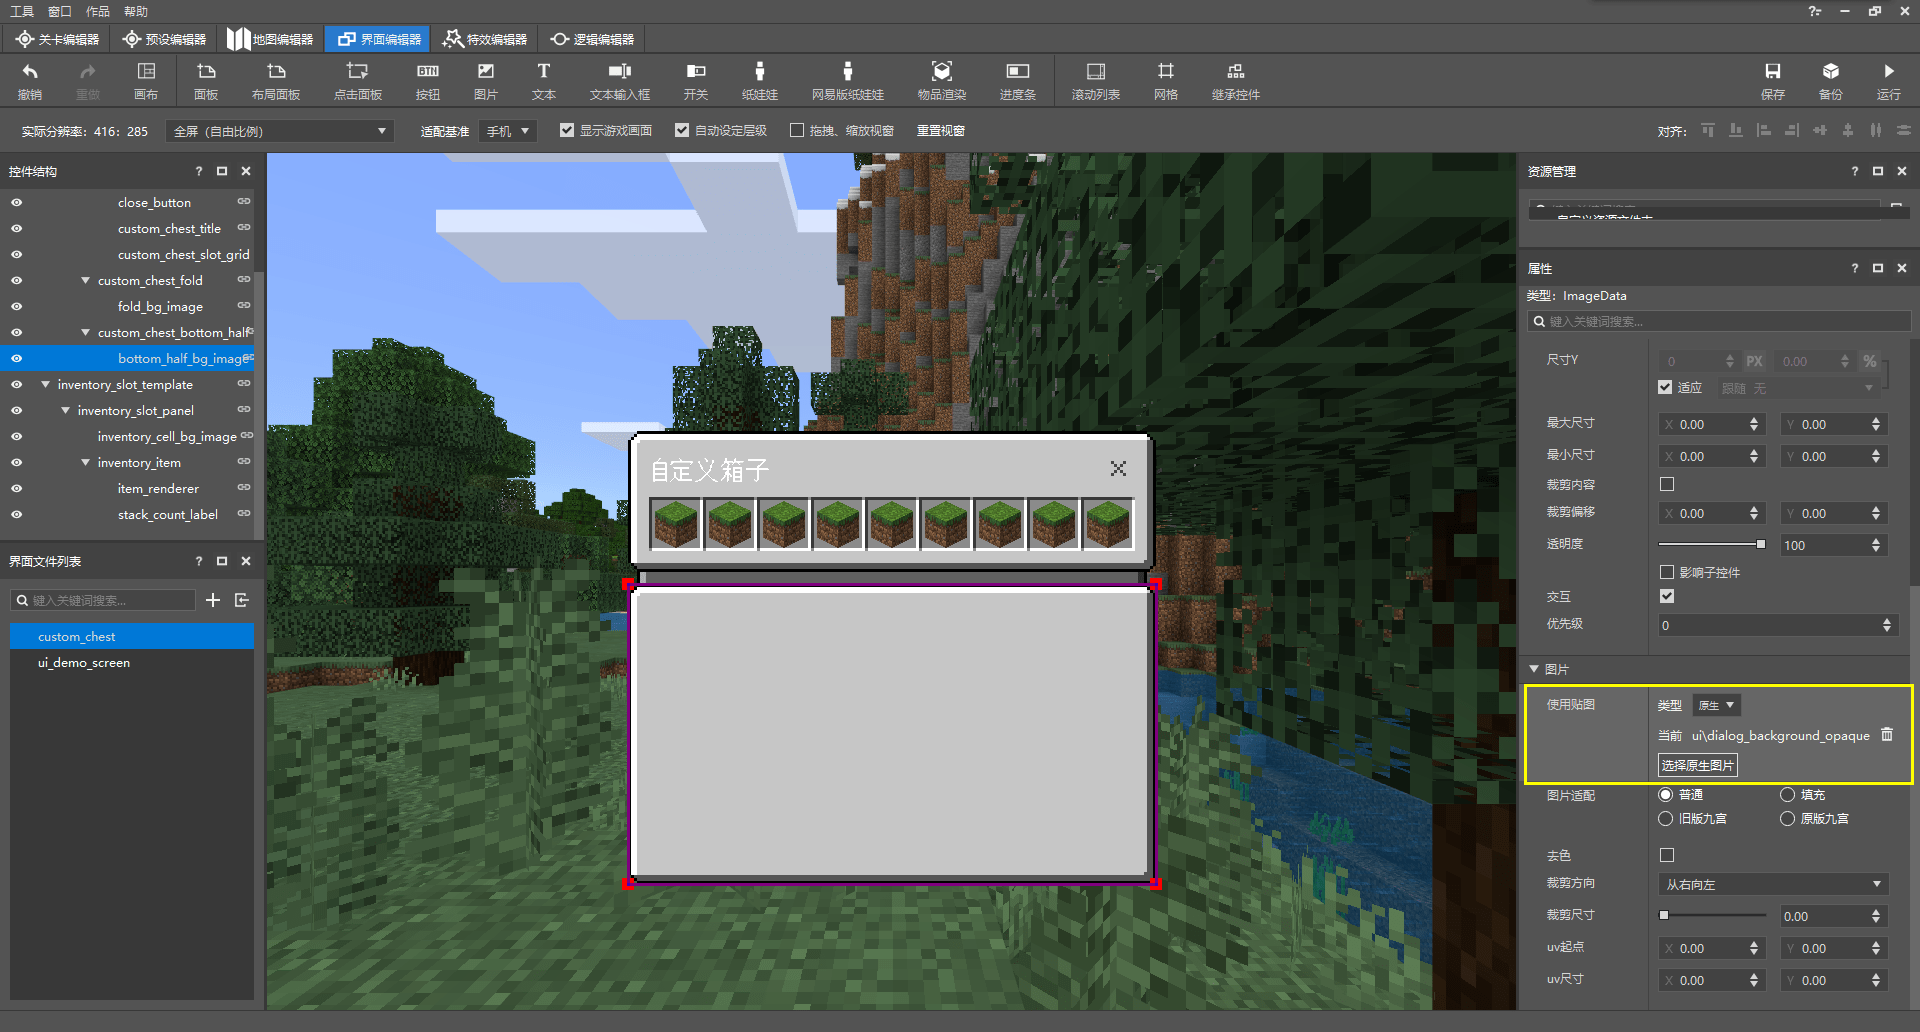 工具 窗口 作品 帮助
关卡编辑器 预设编辑器 地图编辑器 界面编辑器 特效编辑器 逻辑编辑器
撤销 重做 画布 面板 布局面板 点击面板 按钮 图片 文本 文本输入框 开关 纸娃娃 网易版纸娃娃 物品渲染 进度条 滚动列表 网格 继承控件 保存 备份 运行
实际分辨率: 416: 285 全屏（自由比例） 适配基准 手机 显示游戏画面 自动设定层级 拖拽、缩放视窗 重置视窗 对齐:
控件结构
close_button
custom_chest_title
custom_chest_slot_grid
custom_chest_fold
fold_bg_image
custom_chest_bottom_half
bottom_half_bg_image
inventory_slot_template
inventory_slot_panel
inventory_cell_bg_image
inventory_item
item_renderer
stack_count_label
界面文件列表
键入关键词搜索...
custom_chest
ui_demo_screen
自定义箱子
资源管理
属性
类型: ImageData
键入关键词搜索...
尺寸Y 0 PX 0.00 %
适应 跟随 无
最大尺寸 X 0.00 Y 0.00
最小尺寸 X 0.00 Y 0.00
裁剪内容
裁剪偏移 X 0.00 Y 0.00
透明度 100
影响子控件
交互
优先级 0
图片
使用贴图 类型 原生
当前 ui\dialog_background_opaque
选择原生图片
图片适配 普通 填充
旧版九宫 原版九宫
去色
裁剪方向 从右向左
裁剪尺寸 0.00
uv起点 X 0.00 Y 0.00
uv尺寸 X 0.00 Y 0.00